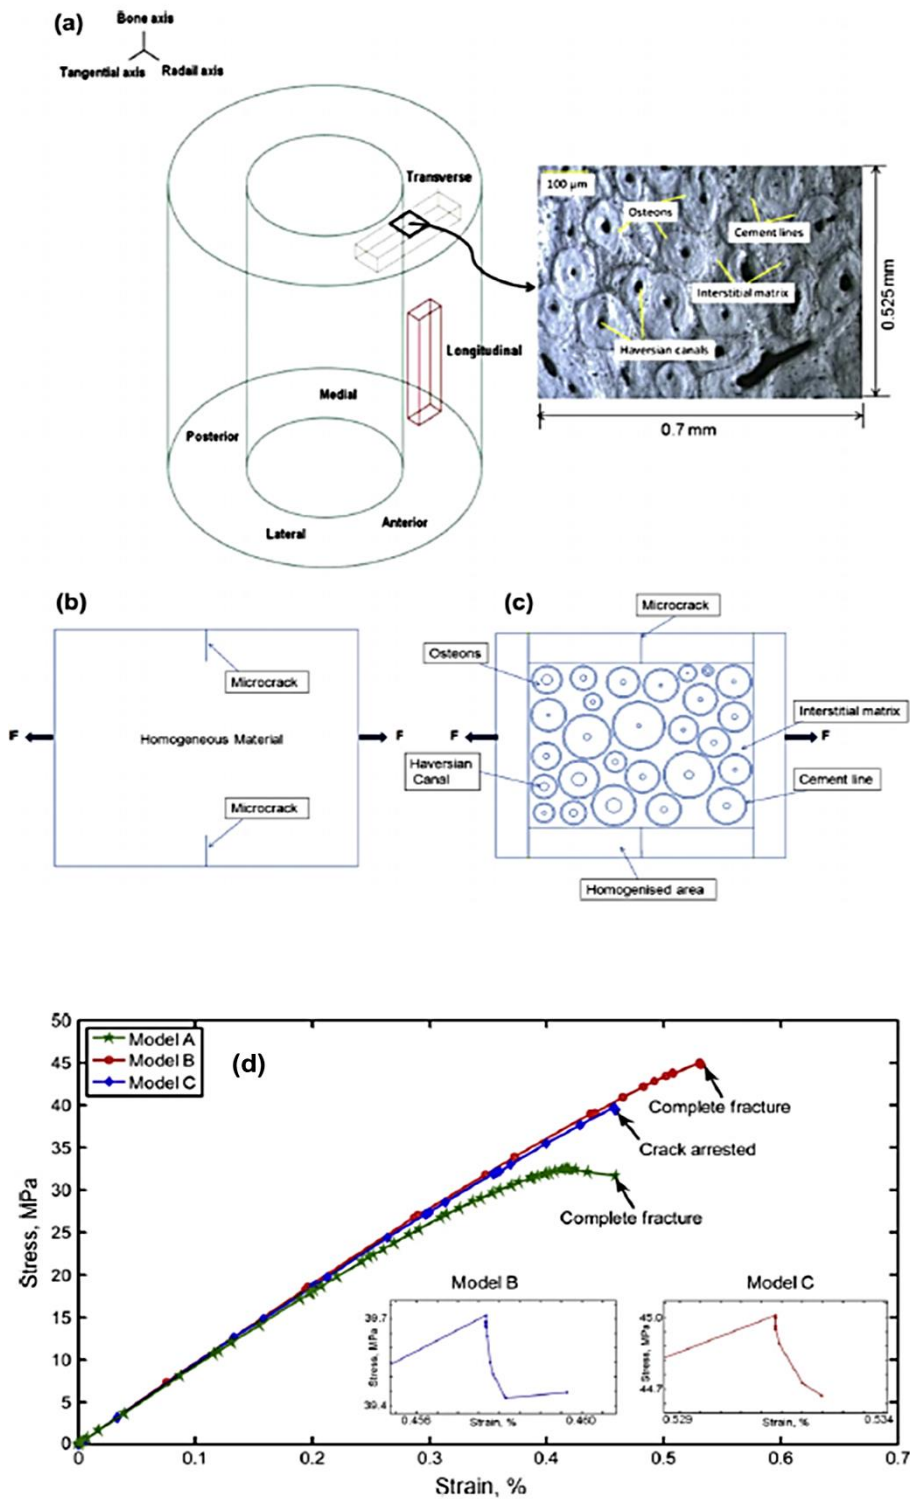 (a)
Bone axis
Tangential axis
Radail axis
Transverse
Longitudinal
Medial
Posterior
Lateral
Anterior
100 µm
Osteons
Cement lines
Interstitial matrix
Haversian canals
0.525 mm
0.7 mm
(b)
Microcrack
F
Homogeneous Material
F
Microcrack
(c)
Microcrack
Osteons
Interstitial matrix
F
F
Haversian
Canal
Cement line
Homogenised area
(d)
Model A
Model B
Model C
50
45
40
35
30
25
20
15
10
5
0
Stress, MPa
Complete fracture
Crack arrested
Complete fracture
Model B
39.7
Stress, MPa
39.4
0.456
Strain, %
0.460
Model C
45.0
Stress, MPa
44.7
0.529
Strain, %
0.534
0
0.1
0.2
0.3
0.4
0.5
0.6
0.7
Strain, %